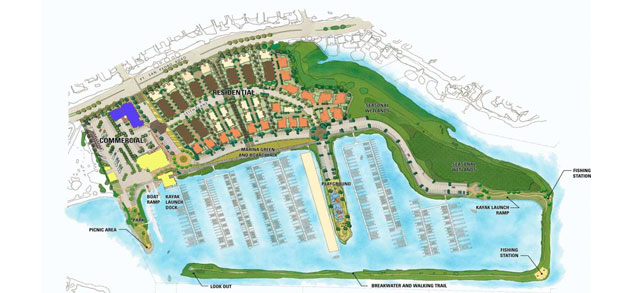 RESIDENTIAL
COMMERCIAL
SEASONAL
WETLANDS
MARINA GREEN
AND BOARDWALK
SEASONAL
WETLANDS
FISHING
STATION
PLAYGROUND
BOAT
RAMP
KAYAK
LAUNCH
DOCK
KAYAK LAUNCH
RAMP
PARK
PICNIC AREA
FISHING
STATION
LOOK OUT
BREAKWATER AND WALKING TRAIL